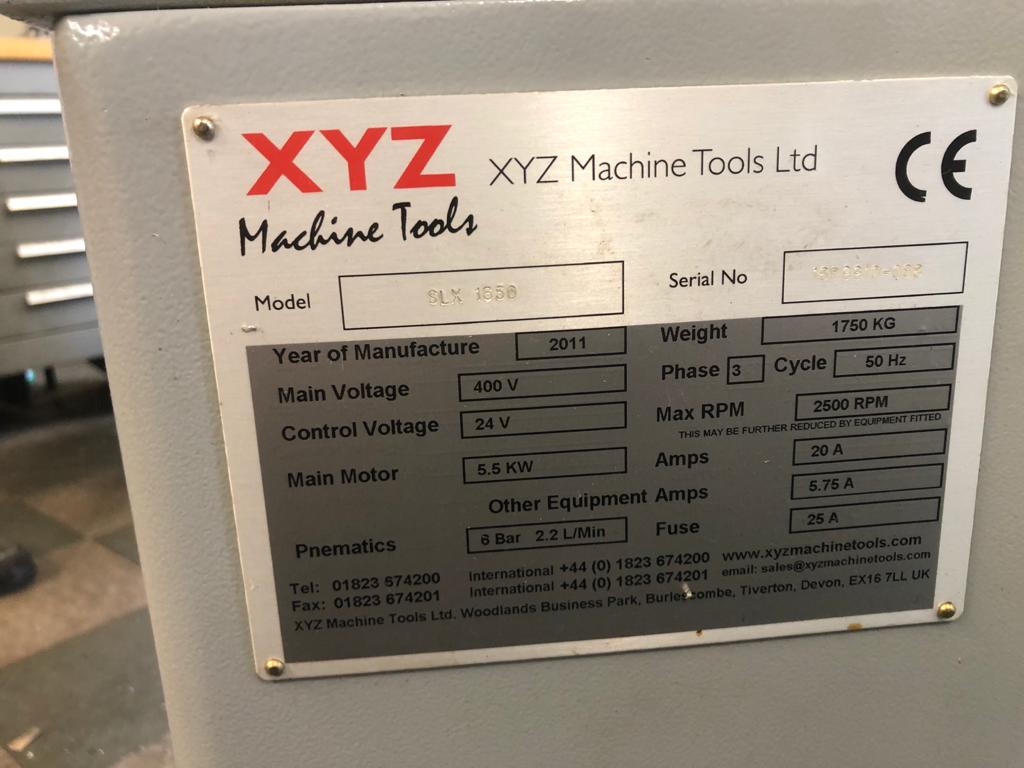 XYZ
XYZ Machine Tools Ltd
CE
Machine Tools
Model
SLX
Serial No
Year of Manufacture 2011
Weight 1750 KG
Main Voltage 400 V
Phase 3 Cycle 50 Hz
Control Voltage 24 V
Max RPM 2500 RPM
THIS MAY BE FURTHER REDUCED BY EQUIPMENT FITTED
Main Motor 5.5 KW
Amps 20 A
Other Equipment Amps 5.75 A
Pnematics 6 Bar 2.2 L/Min
Fuse 25 A
Tel: 01823 674200 International +44 (0) 1823 674200 www.xyzmachinetools.com
Fax: 01823 674201 International +44 (0) 1823 674201 email: sales@xyzmachinetools.com
XYZ Machine Tools Ltd. Woodlands Business Park, Burlescombe, Tiverton, Devon, EX16 7LL UK